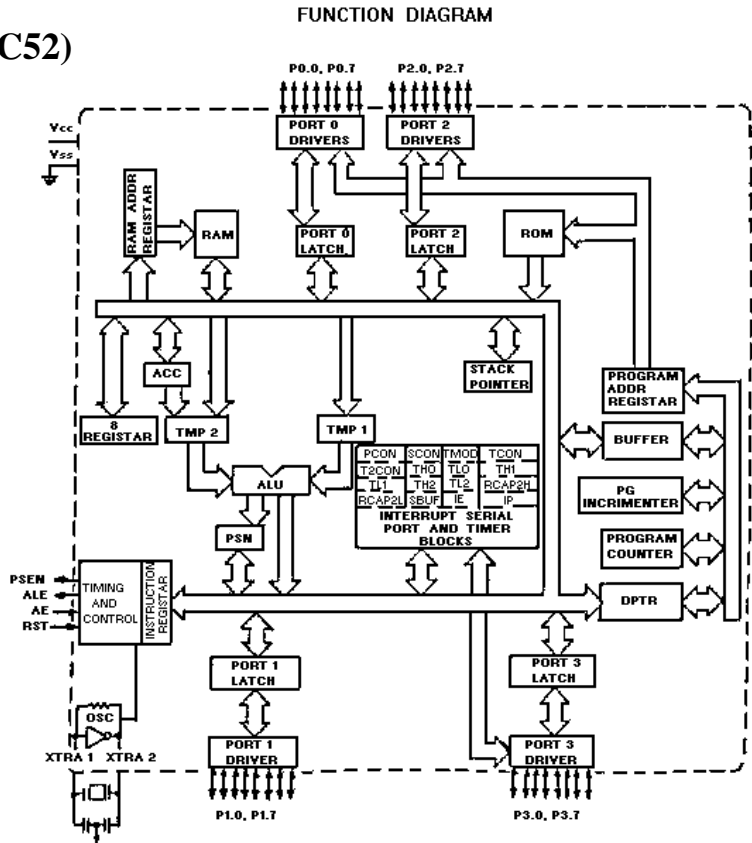 FUNCTION DIAGRAM
C52)
P0.0, P0.7
P2.0, P2.7
Vcc
Vss
PORT 0
DRIVERS
PORT 2
DRIVERS
RAM ADDR
REGISTAR
RAM
PORT 0
LATCH
PORT 2
LATCH
ROM
ACC
STACK
POINTER
PROGRAM
ADDR
REGISTAR
8
REGISTAR
TMP 2
TMP 1
BUFFER
PCON SCON TMOD TCON
T2CON TH0 TL0 TH1
TL1 TH2 TL2 RCAP2H
RCAP2L SBUF IE IP
INTERRUPT SERIAL
PORT AND TIMER
BLOCKS
ALU
PG
INCRIMENTER
PSN
PROGRAM
COUNTER
PSEN
ALE
AE
RST
TIMING
AND
CONTROL
INSTRUCTION
REGISTAR
DPTR
PORT 1
LATCH
PORT 3
LATCH
OSC
XTRA 1 XTRA 2
PORT 1
DRIVER
PORT 3
DRIVER
P1.0, P1.7
P3.0, P3.7